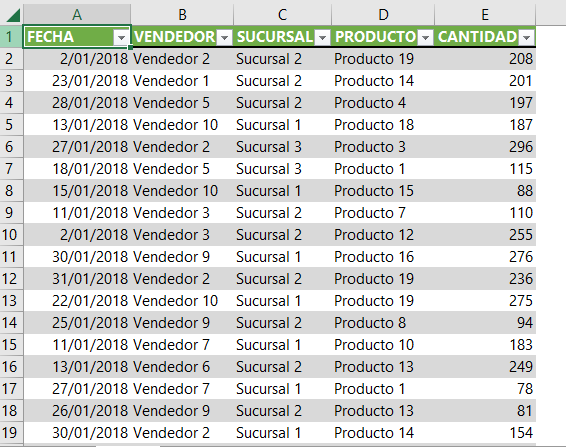 A B C D E
1 FECHA VENDEDOR SUCURSAL PRODUCTO CANTIDAD
2 2/01/2018 Vendedor 2 Sucursal 2 Producto 19 208
3 23/01/2018 Vendedor 1 Sucursal 2 Producto 14 201
4 28/01/2018 Vendedor 5 Sucursal 2 Producto 4 197
5 13/01/2018 Vendedor 10 Sucursal 1 Producto 18 187
6 27/01/2018 Vendedor 2 Sucursal 3 Producto 3 296
7 18/01/2018 Vendedor 5 Sucursal 3 Producto 1 115
8 15/01/2018 Vendedor 10 Sucursal 1 Producto 15 88
9 11/01/2018 Vendedor 3 Sucursal 2 Producto 7 110
10 2/01/2018 Vendedor 3 Sucursal 2 Producto 12 255
11 30/01/2018 Vendedor 9 Sucursal 1 Producto 16 276
12 31/01/2018 Vendedor 2 Sucursal 2 Producto 19 236
13 22/01/2018 Vendedor 10 Sucursal 1 Producto 19 275
14 25/01/2018 Vendedor 9 Sucursal 2 Producto 8 94
15 11/01/2018 Vendedor 7 Sucursal 1 Producto 10 183
16 13/01/2018 Vendedor 6 Sucursal 2 Producto 13 249
17 27/01/2018 Vendedor 7 Sucursal 1 Producto 1 78
18 26/01/2018 Vendedor 9 Sucursal 2 Producto 13 81
19 30/01/2018 Vendedor 2 Sucursal 1 Producto 14 154